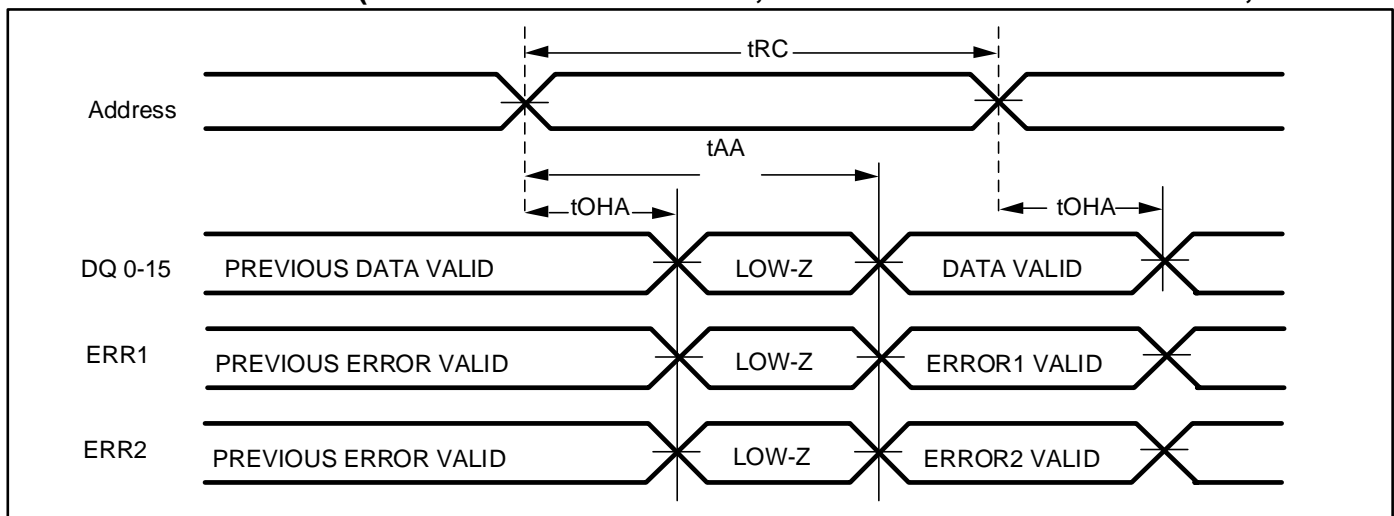 tRC
Address
tAA
tOHA tOHA
DQ 0-15 PREVIOUS DATA VALID LOW-Z DATA VALID
ERR1 PREVIOUS ERROR VALID LOW-Z ERROR1 VALID
ERR2 PREVIOUS ERROR VALID LOW-Z ERROR2 VALID